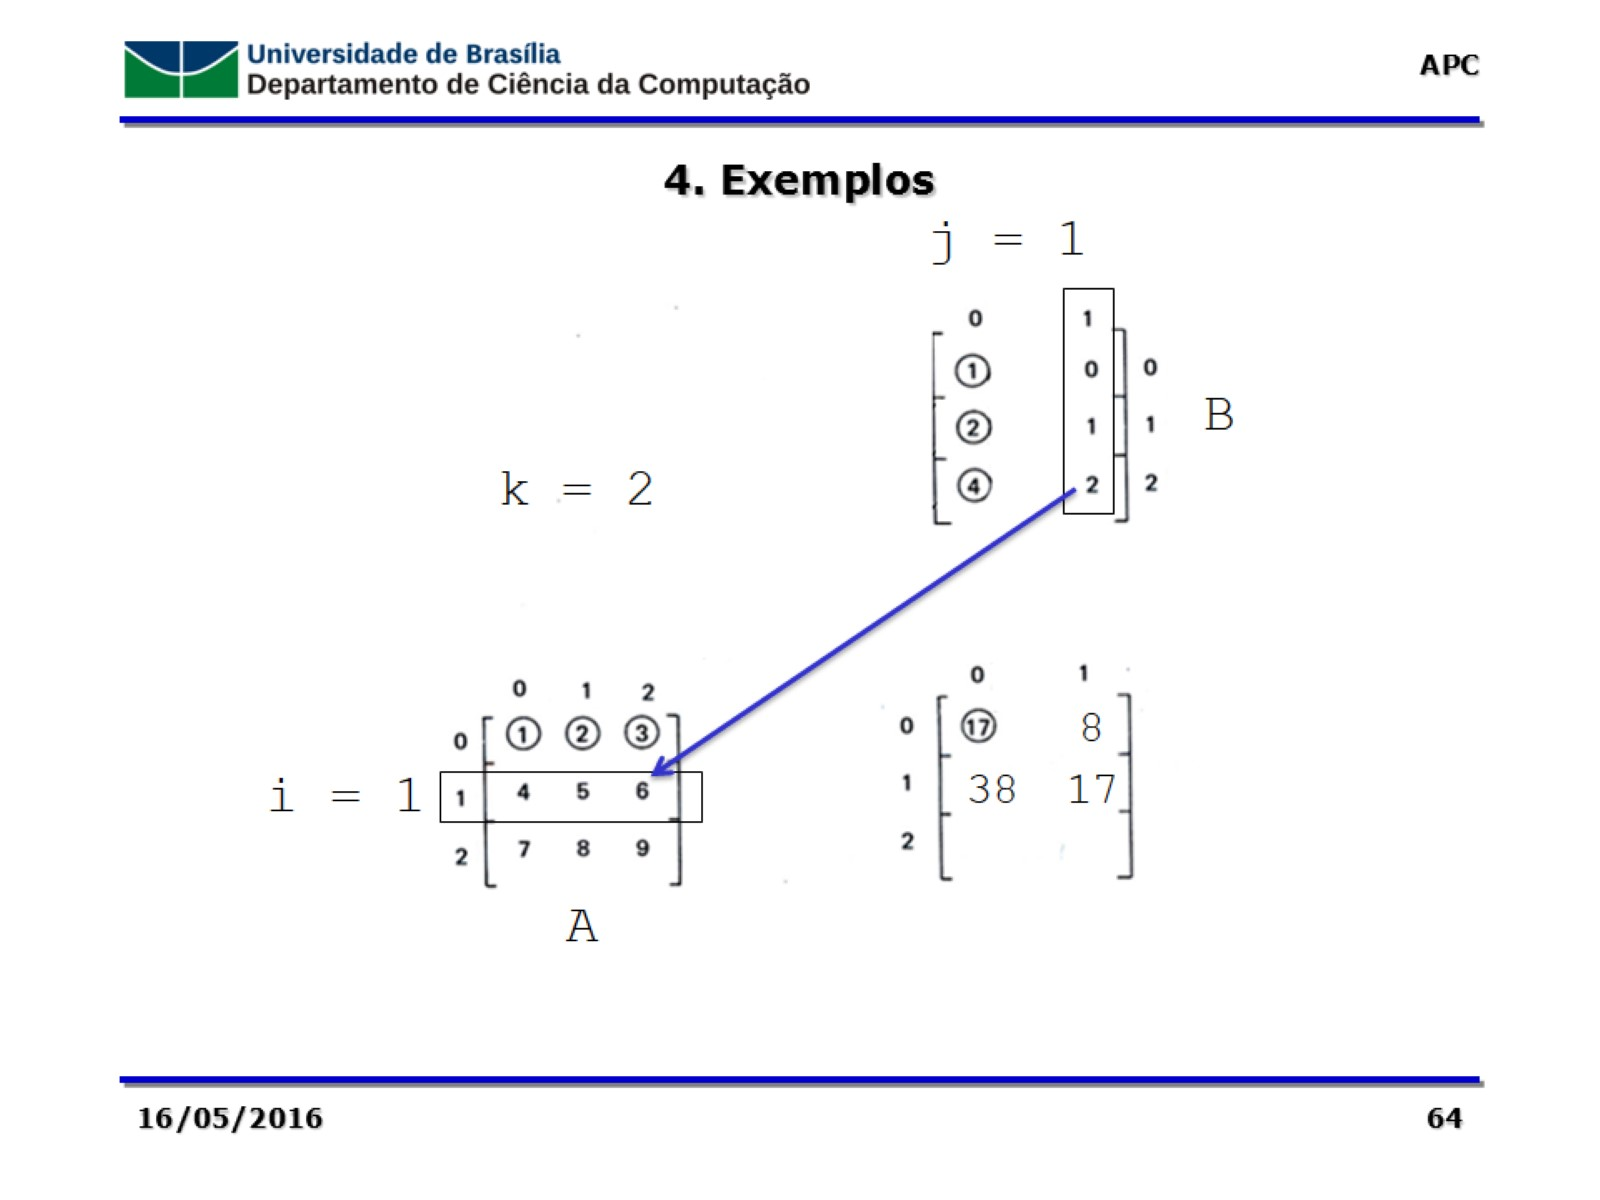 Universidade de Brasília
Departamento de Ciência da Computação
APC
4. Exemplos
j = 1
0 1
1 0 0
2 1 1
4 2 2
B
k = 2
0 1 2
0 1 2 3
i = 1 1 4 5 6
2 7 8 9
A
0 1
0 17 8
1 38 17
2
16/05/2016
64